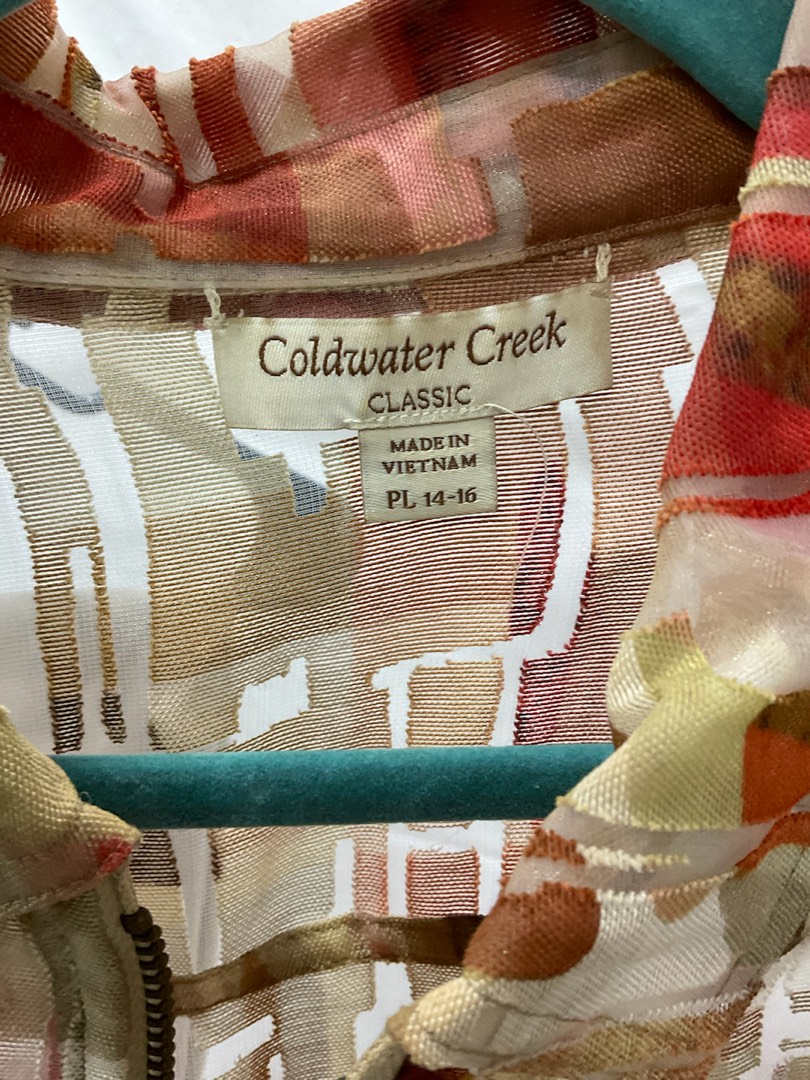 Coldwater Creek
CLASSIC
MADE IN
VIETNAM
PL 14-16